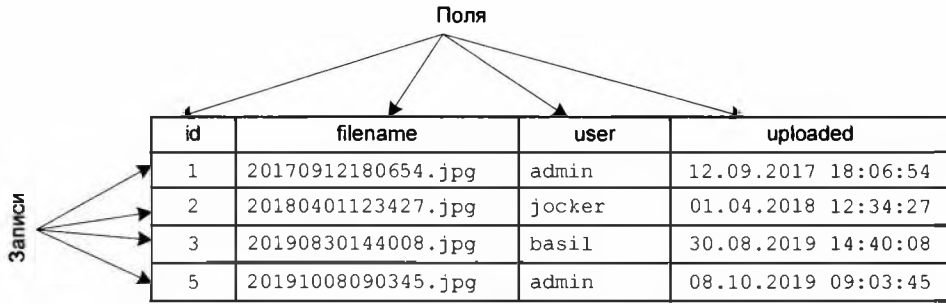 Поля
Записи
id filename user uploaded
1 20170912180654.jpg admin 12.09.2017 18:06:54
2 20180401123427.jpg jocker 01.04.2018 12:34:27
3 20190830144008.jpg basil 30.08.2019 14:40:08
5 20191008090345.jpg admin 08.10.2019 09:03:45